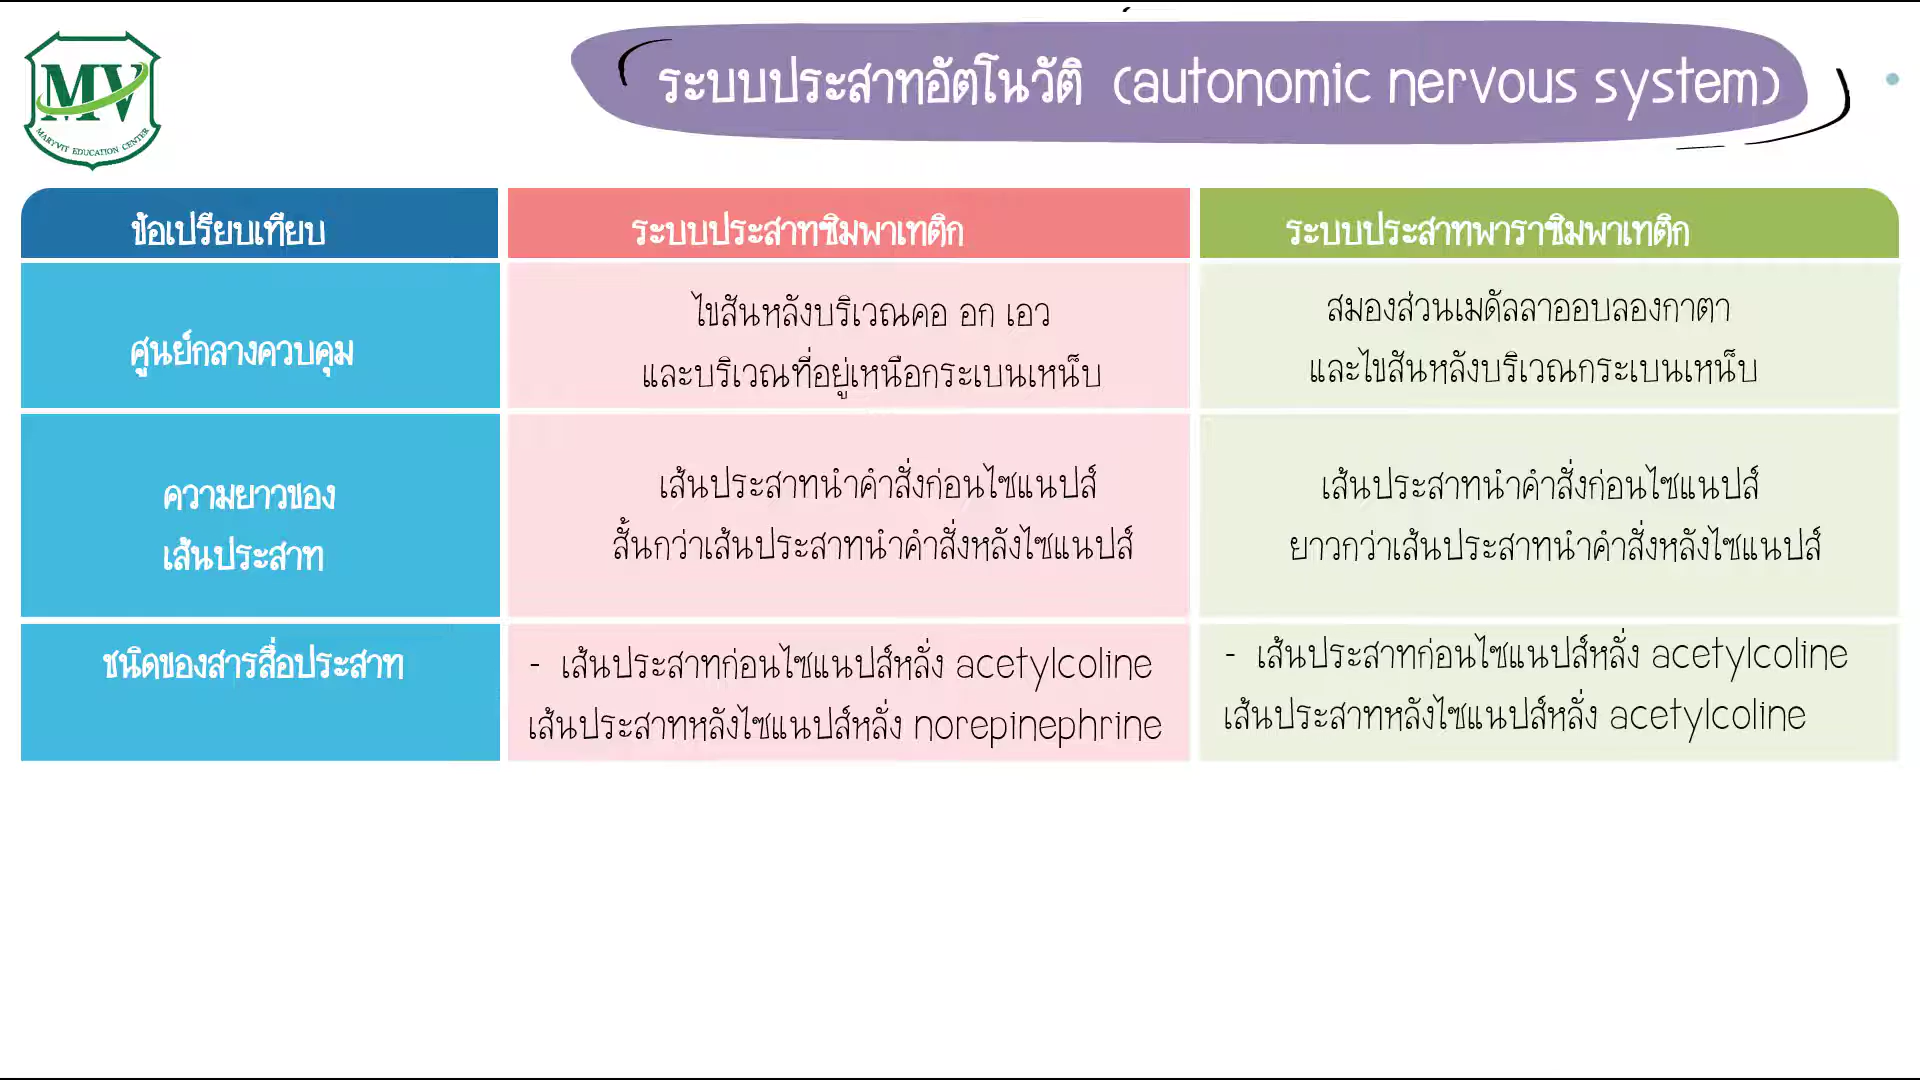 MV
MARYVIT EDUCATION CENTER
ระบบประสาทอัตโนวัติ (autonomic nervous system)
ข้อเปรียบเทียบ
ระบบประสาทซิมพาเทติก
ระบบประสาทพาราซิมพาเทติก
ศูนย์กลางควบคุม
ไขสันหลังบริเวณคอ อก เอว
และบริเวณที่อยู่เหนือกระเบนเหน็บ
สมองส่วนเมดัลลาออบลองกาตา
และไขสันหลังบริเวณกระเบนเหน็บ
ความยาวของ
เส้นประสาท
เส้นประสาทนำคำสั่งก่อนไซแนปส์
สั้นกว่าเส้นประสาทนำคำสั่งหลังไซแนปส์
เส้นประสาทนำคำสั่งก่อนไซแนปส์
ยาวกว่าเส้นประสาทนำคำสั่งหลังไซแนปส์
ชนิดของสารสื่อประสาท
- เส้นประสาทก่อนไซแนปส์หลั่ง acetylcoline
เส้นประสาทหลังไซแนปส์หลั่ง norepinephrine
- เส้นประสาทก่อนไซแนปส์หลั่ง acetylcoline
เส้นประสาทหลังไซแนปส์หลั่ง acetylcoline